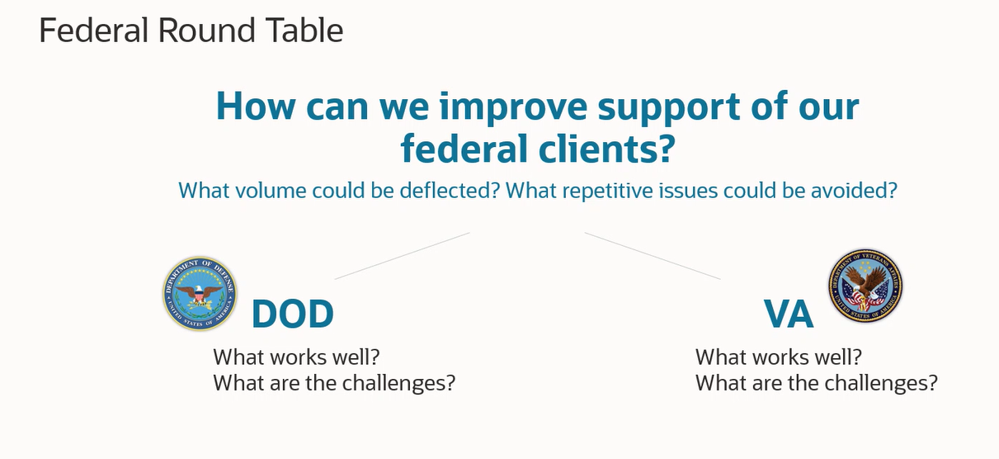 Federal Round Table
How can we improve support of our
federal clients?
What volume could be deflected? What repetitive issues could be avoided?
DEPARTMENT OF DEFENSE
UNITED STATES OF AMERICA
DOD
What works well?
What are the challenges?
DEPARTMENT OF VETERANS AFFAIRS
UNITED STATES OF AMERICA
VA
What works well?
What are the challenges?